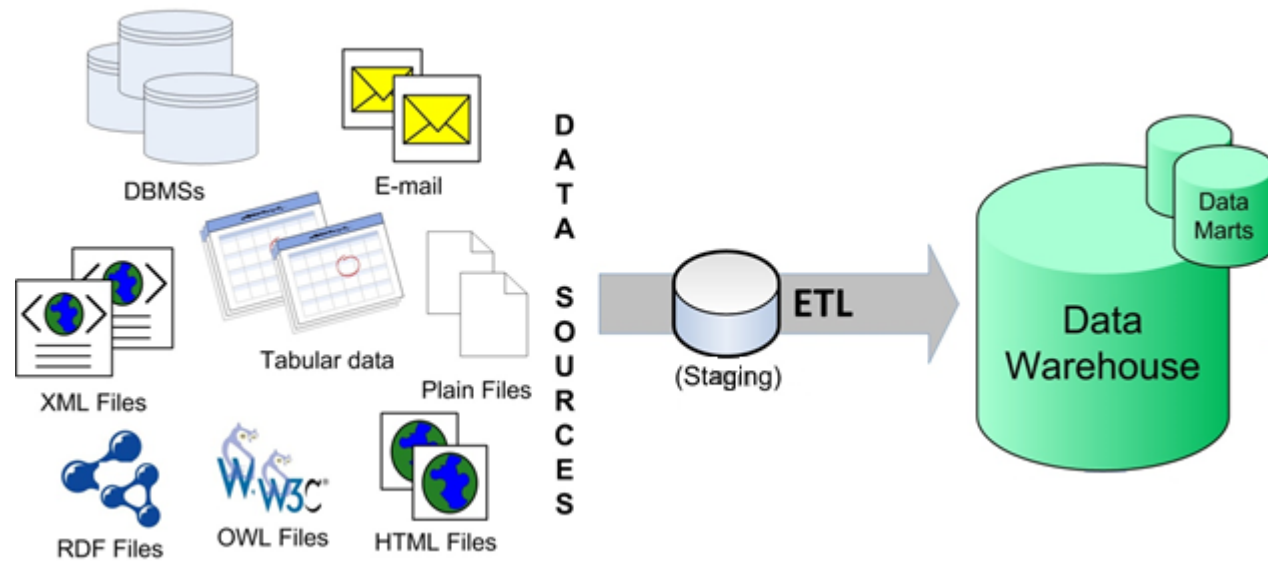 DBMSs
E-mail
Tabular data
XML Files
Plain Files
RDF Files
W.
W3C®
OWL Files
HTML Files
DATA SOURCES
ETL
(Staging)
Data
Warehouse
Data
Marts